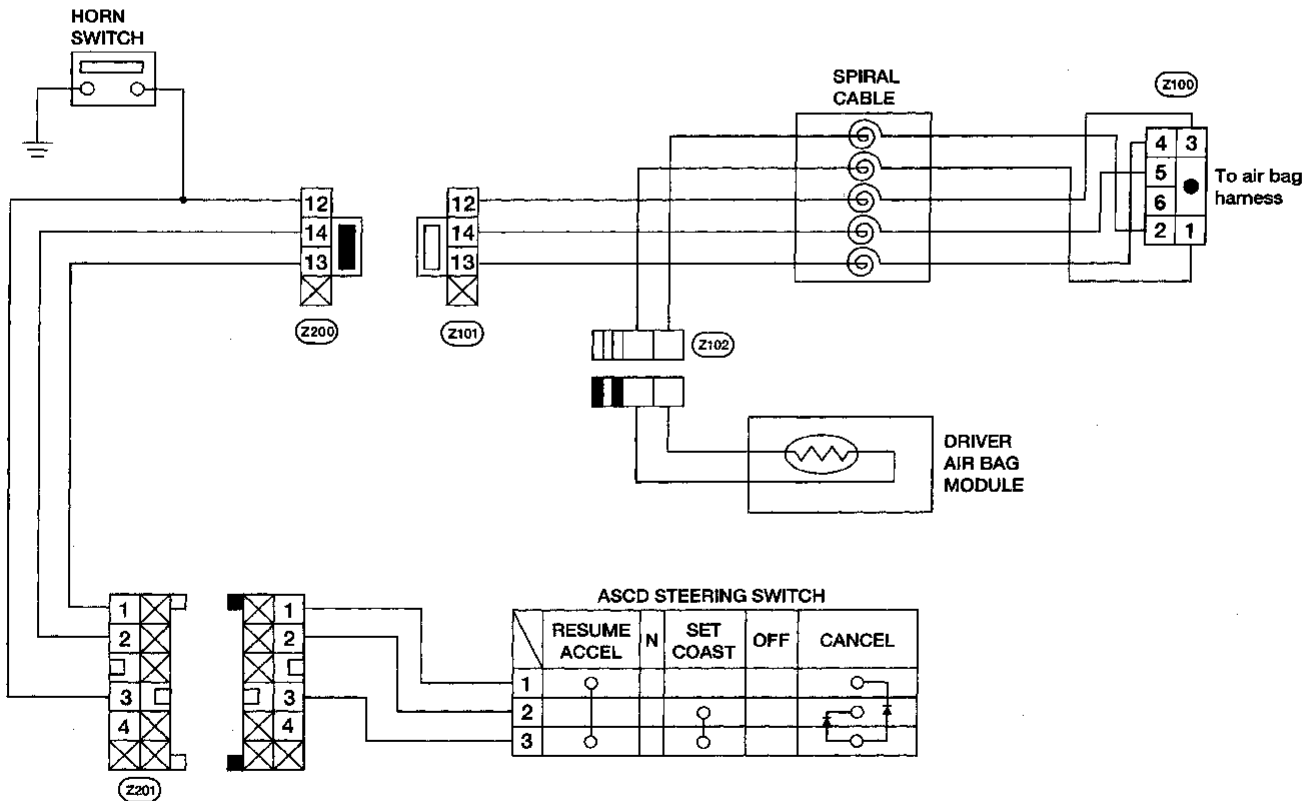 HORN
SWITCH
SPIRAL
CABLE
Z100
4 3
5
6
2 1
To air bag
harness
12
14
13
Z200
12
14
13
Z101
Z102
DRIVER
AIR BAG
MODULE
1
2
3
4
Z201
1
2
3
4
ASCD STEERING SWITCH
RESUME
ACCEL
N
SET
COAST
OFF
CANCEL
1
2
3